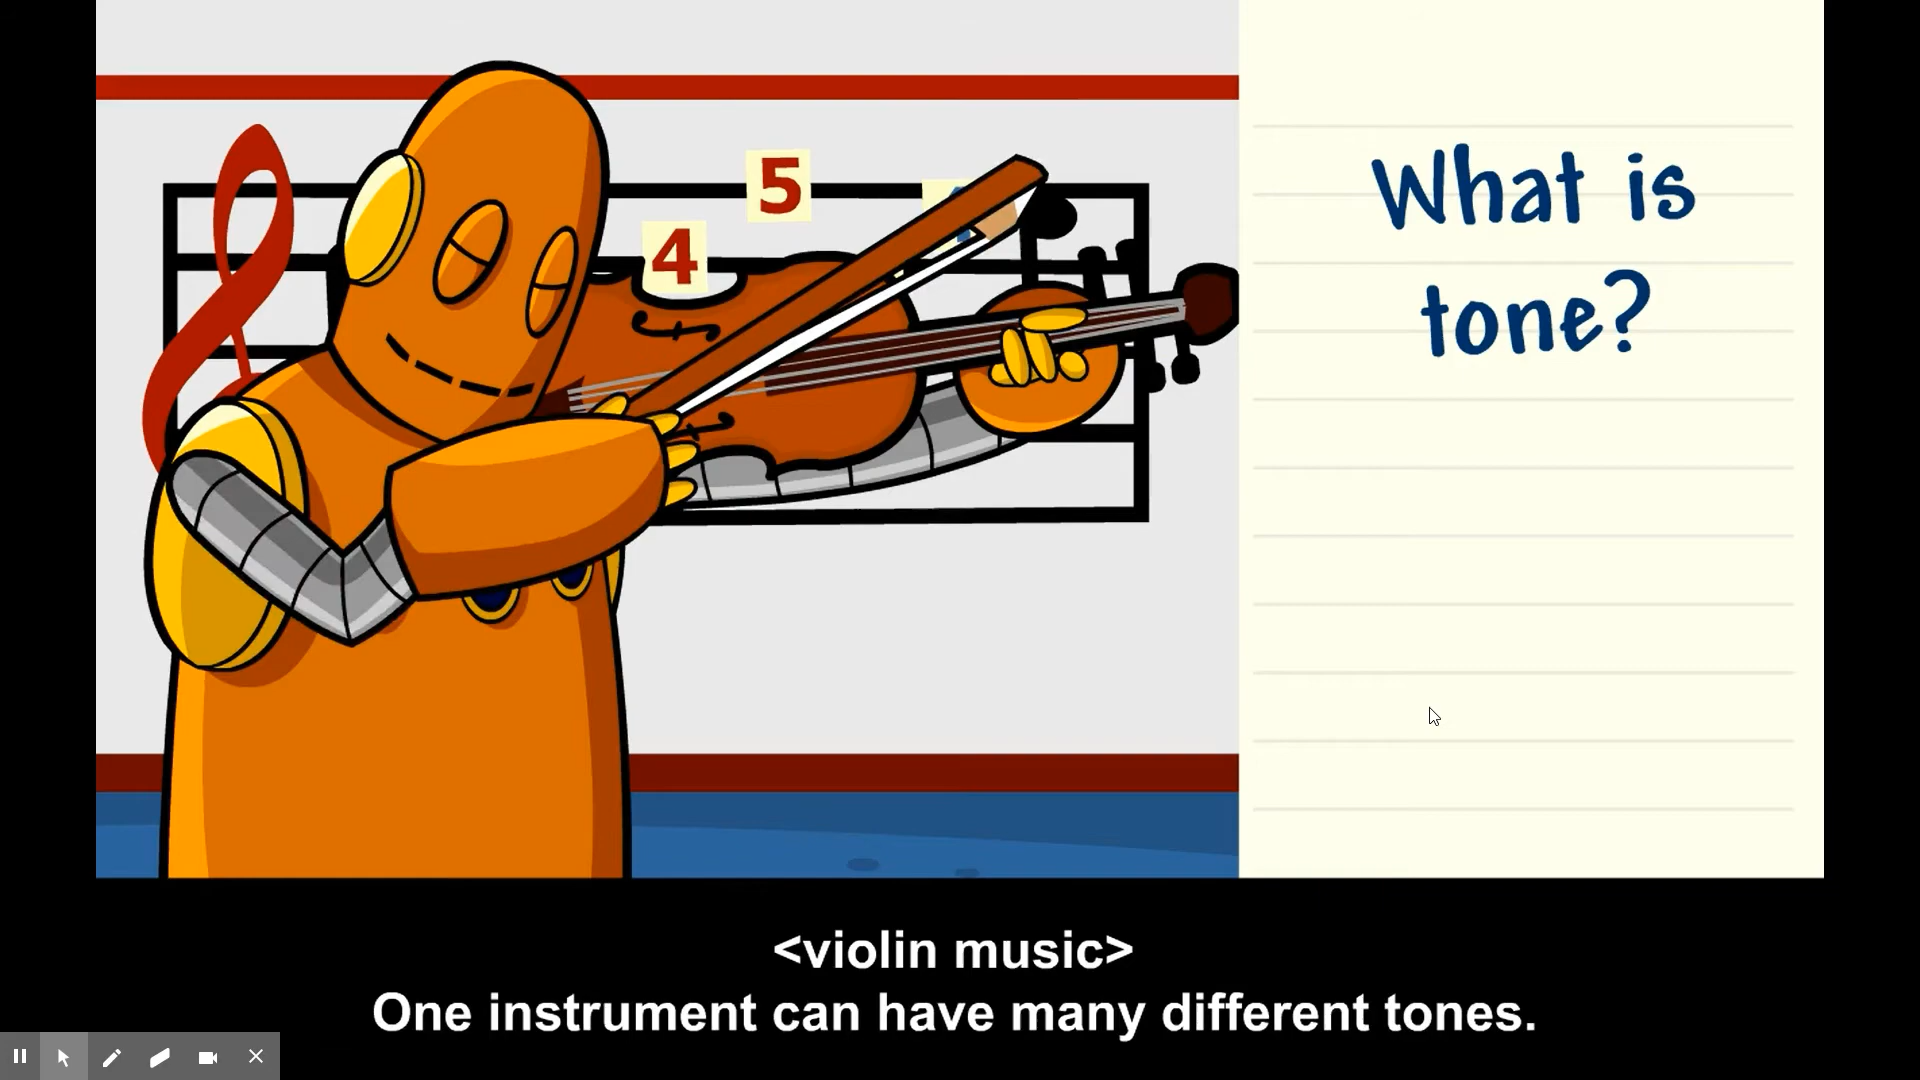 5
4
What is
tone?
<violin music>
One instrument can have many different tones.